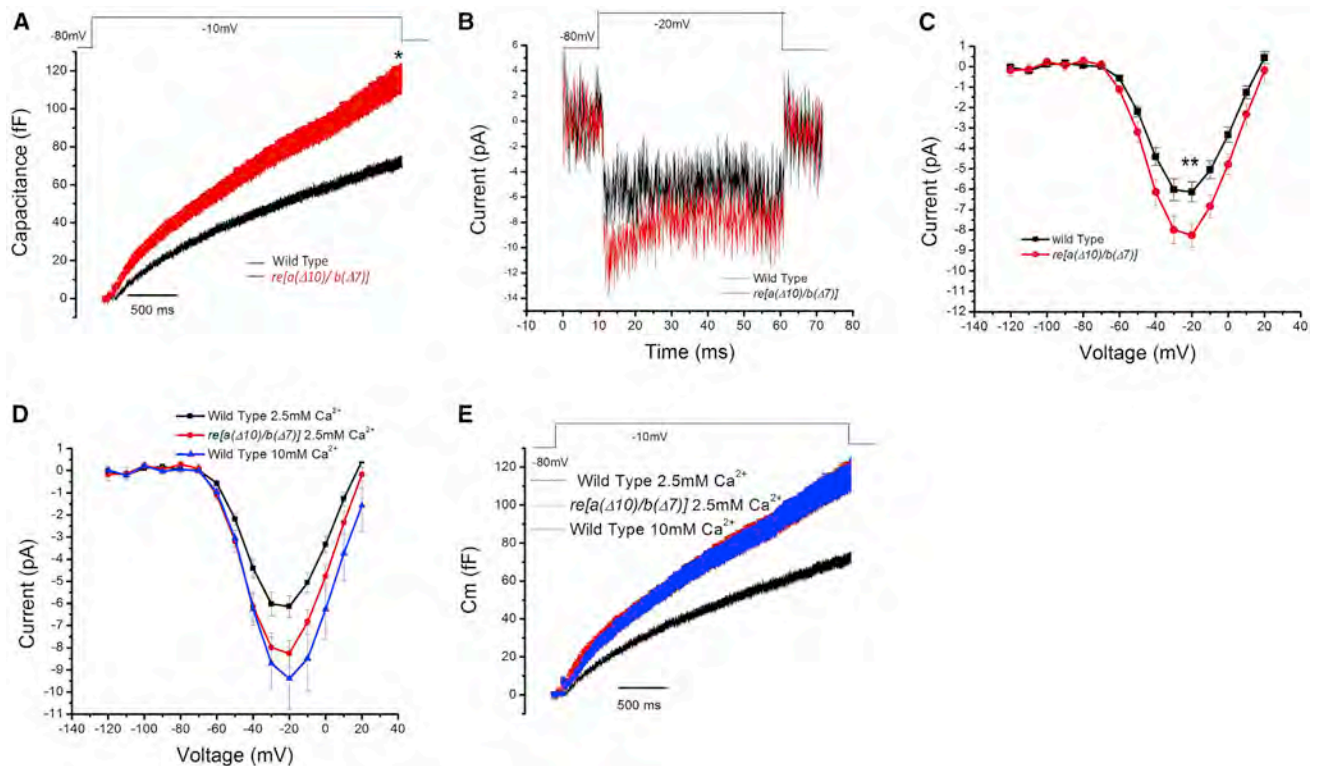 A
-80mV
-10mV
*
Capacitance (fF)
120
100
80
60
40
20
0
Wild Type
re[a(Δ10)/ b(Δ7)]
500 ms
B
-80mV
-20mV
Current (pA)
6
4
2
0
-2
-4
-6
-8
-10
-12
-14
Wild Type
re[a(Δ10)/b(Δ7)]
-10 0 10 20 30 40 50 60 70 80
Time (ms)
C
Current (pA)
1
0
-1
-2
-3
-4
-5
-6
-7
-8
-9
-10
-11
-12
**
wild Type
re[a(Δ10)/b(Δ7)]
-140 -120 -100 -80 -60 -40 -20 0 20 40
Voltage (mV)
D
Wild Type 2.5mM Ca²⁺
re[a(Δ10)/b(Δ7)] 2.5mM Ca²⁺
Wild Type 10mM Ca²⁺
Current (pA)
1
0
-1
-2
-3
-4
-5
-6
-7
-8
-9
-10
-11
-140 -120 -100 -80 -60 -40 -20 0 20 40
Voltage (mV)
E
-10mV
-80mV
Wild Type 2.5mM Ca²⁺
re[a(Δ10)/b(Δ7)] 2.5mM Ca²⁺
Wild Type 10mM Ca²⁺
Cm (fF)
120
100
80
60
40
20
0
500 ms